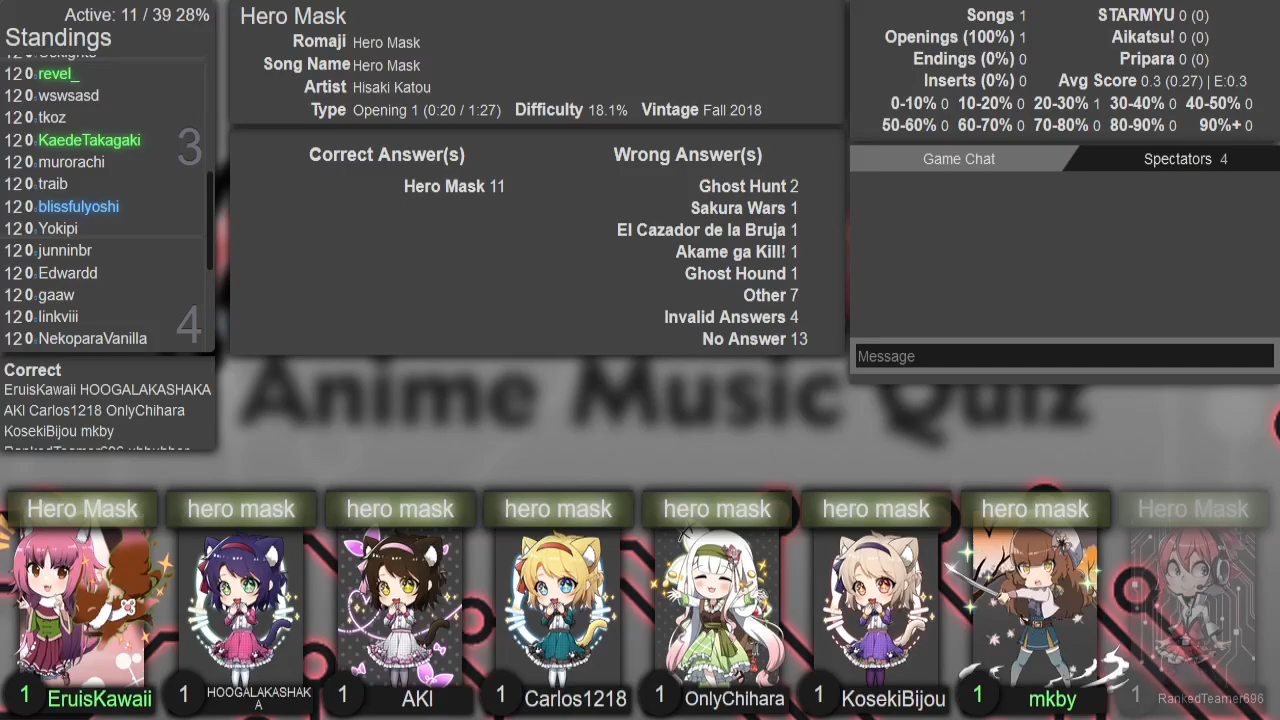 Active: 11 / 39 28%
Standings
12 0 revel_
12 0 wswsasd
12 0 tkoz
12 0 KaedeTakagaki
3
12 0 murorachi
12 0 traib
12 0 blissfulyoshi
12 0 Yokipi
12 0 junninbr
12 0 Edwardd
12 0 gaaw
12 0 linkviii
4
12 0 NekoparaVanilla
Correct
EruisKawaii HOOGALAKASHAKA
AKI Carlos1218 OnlyChihara
KosekiBijou mkby
Hero Mask
Romaji Hero Mask
Song Name Hero Mask
Artist Hisaki Katou
Type Opening 1 (0:20 / 1:27) Difficulty 18.1% Vintage Fall 2018
Correct Answer(s)
Hero Mask 11
Wrong Answer(s)
Ghost Hunt 2
Sakura Wars 1
El Cazador de la Bruja 1
Akame ga Kill! 1
Ghost Hound 1
Other 7
Invalid Answers 4
No Answer 13
Songs 1 STARMYU 0 (0)
Openings (100%) 1 Aikatsu! 0 (0)
Endings (0%) 0 Pripara 0 (0)
Inserts (0%) 0 Avg Score 0.3 (0.27) | E:0.3
0-10% 0 10-20% 0 20-30% 1 30-40% 0 40-50% 0
50-60% 0 60-70% 0 70-80% 0 80-90% 0 90%+ 0
Game Chat Spectators 4
Message
Anime Music Quiz
Hero Mask hero mask hero mask hero mask hero mask hero mask hero mask Hero Mask
1 EruisKawaii 1 HOOGALAKASHAK
A
1 AKI 1 Carlos1218 1 OnlyChihara 1 KosekiBijou 1 mkby 1 RankedTeamer696